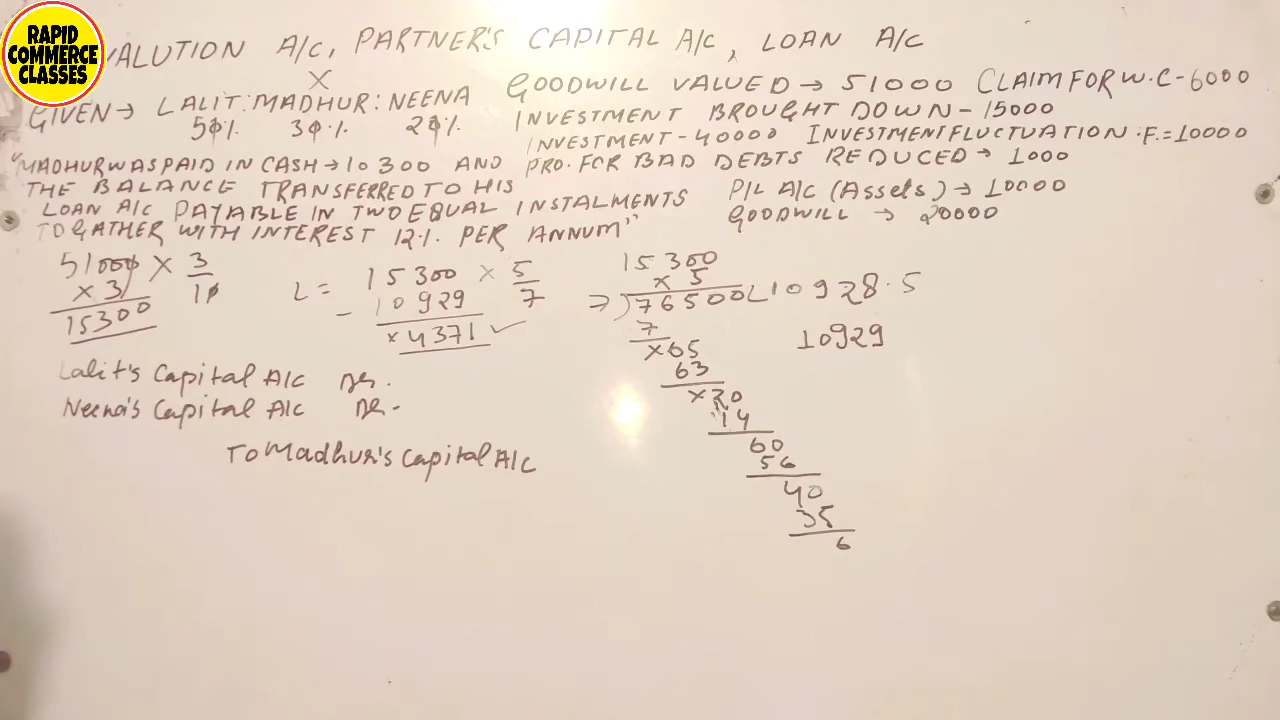 RAPID
COMMERCE
CLASSES
VALUTION A/C, PARTNER'S CAPITAL A/C, LOAN A/C
X
GIVEN → LALIT : MADHUR : NEENA
50% 30% 20%
GOODWILL VALUED → 51000 CLAIM FOR W.C - 6000
INVESTMENT BROUGHT DOWN - 15000
INVESTMENT - 40000 INVESTMENT FLUCTUATION .F. = 10000
"MADHUR WAS PAID IN CASH → 10300 AND
PRO. FOR BAD DEBTS REDUCED → 1000
THE BALANCE TRANSFERRED TO HIS
P/L A/C (Assets) → 10000
LOAN A/C PAYABLE IN TWO EQUAL INSTALMENTS
GOODWILL → 20000
TOGATHER WITH INTEREST 12%. PER ANNUM"
51000 × 3/10
× 3
15300
L = 15300 × 5/7
- 10929
× 4371 ✓
15300
× 5
⇒ 7)76500(10928.5
7
×65
63
×20
14
60
56
40
35
6
10929
Lalit's Capital A/C Dr.
Neena's Capital A/C Dr.
To Madhur's Capital A/C